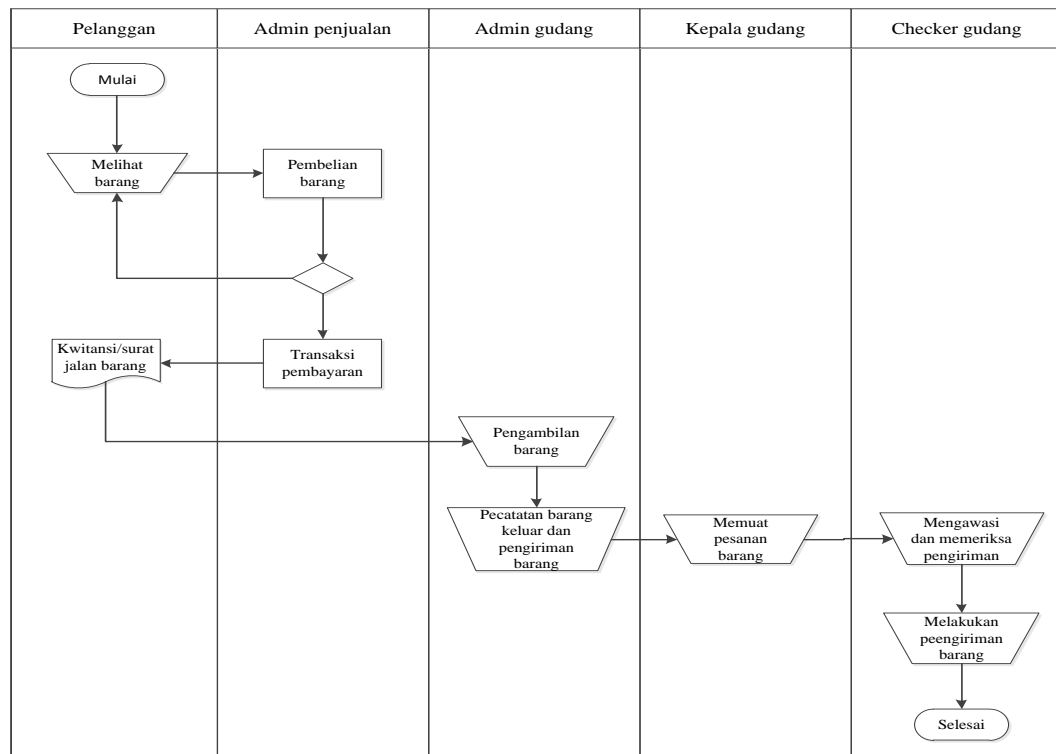 Pelanggan
Admin penjualan
Admin gudang
Kepala gudang
Checker gudang
Mulai
Melihat
barang
Pembelian
barang
Kwitansi/surat
jalan barang
Transaksi
pembayaran
Pengambilan
barang
Pecatatan barang
keluar dan
pengiriman
barang
Memuat
pesanan
barang
Mengawasi
dan memeriksa
pengiriman
Melakukan
peengiriman
barang
Selesai